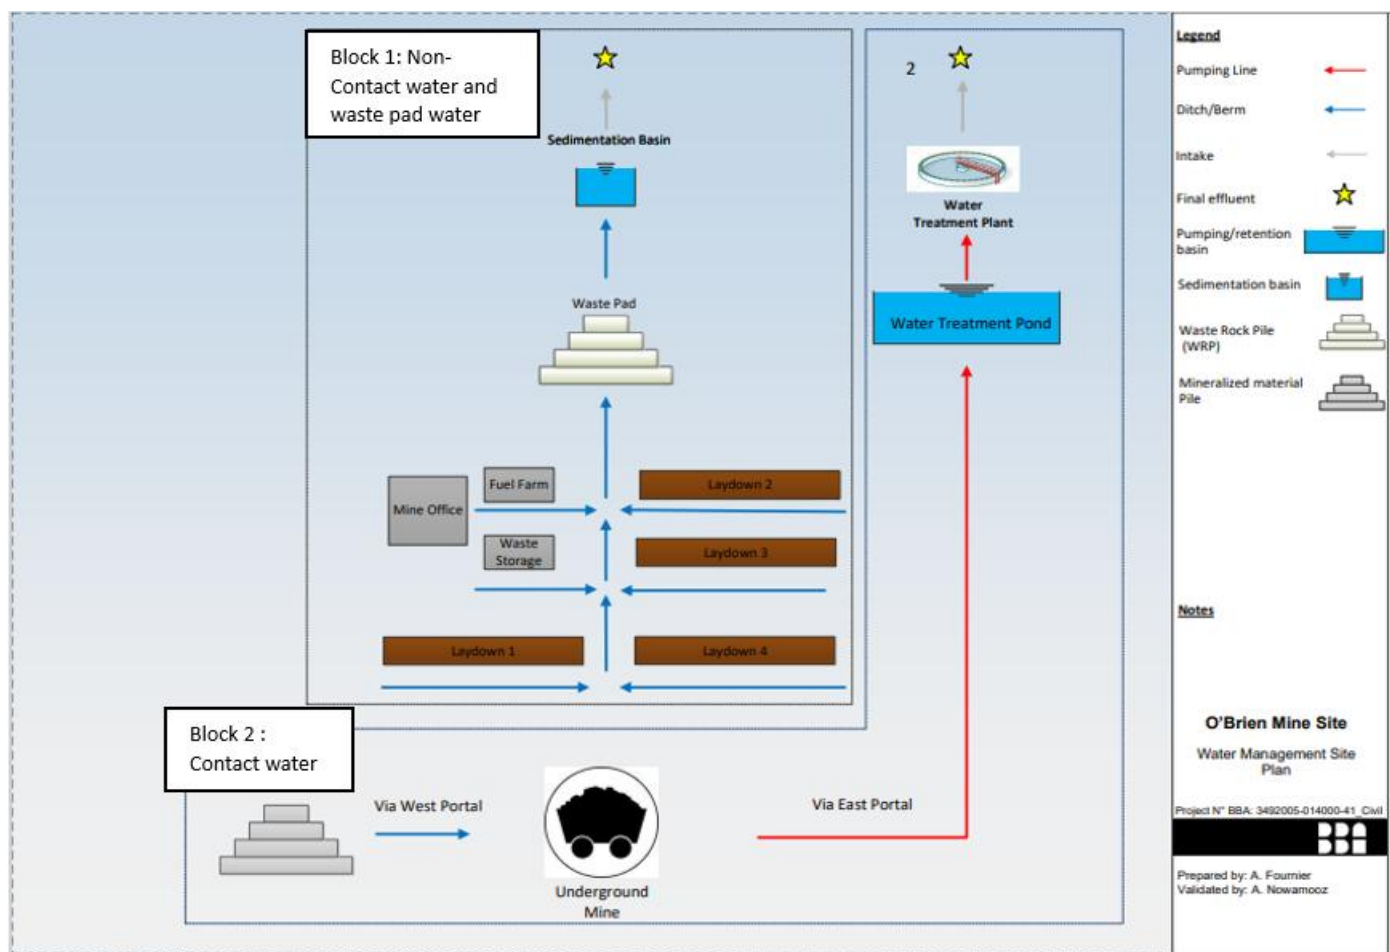 Block 1: Non-
Contact water and
waste pad water
Sedimentation Basin
Waste Pad
Fuel Farm
Mine Office
Waste
Storage
Laydown 2
Laydown 3
Laydown 1
Laydown 4
2
Water
Treatment Plant
Water Treatment Pond
Block 2 :
Contact water
Via West Portal
Underground
Mine
Via East Portal
Legend
Pumping Line
Ditch/Berm
Intake
Final effluent
Pumping/retention
basin
Sedimentation basin
Waste Rock Pile
(WRP)
Mineralized material
Pile
Notes
O'Brien Mine Site
Water Management Site
Plan
Project N° BBA: 3492005-014000-41_Civil
BBA
Prepared by: A. Fournier
Validated by: A. Nowamooz